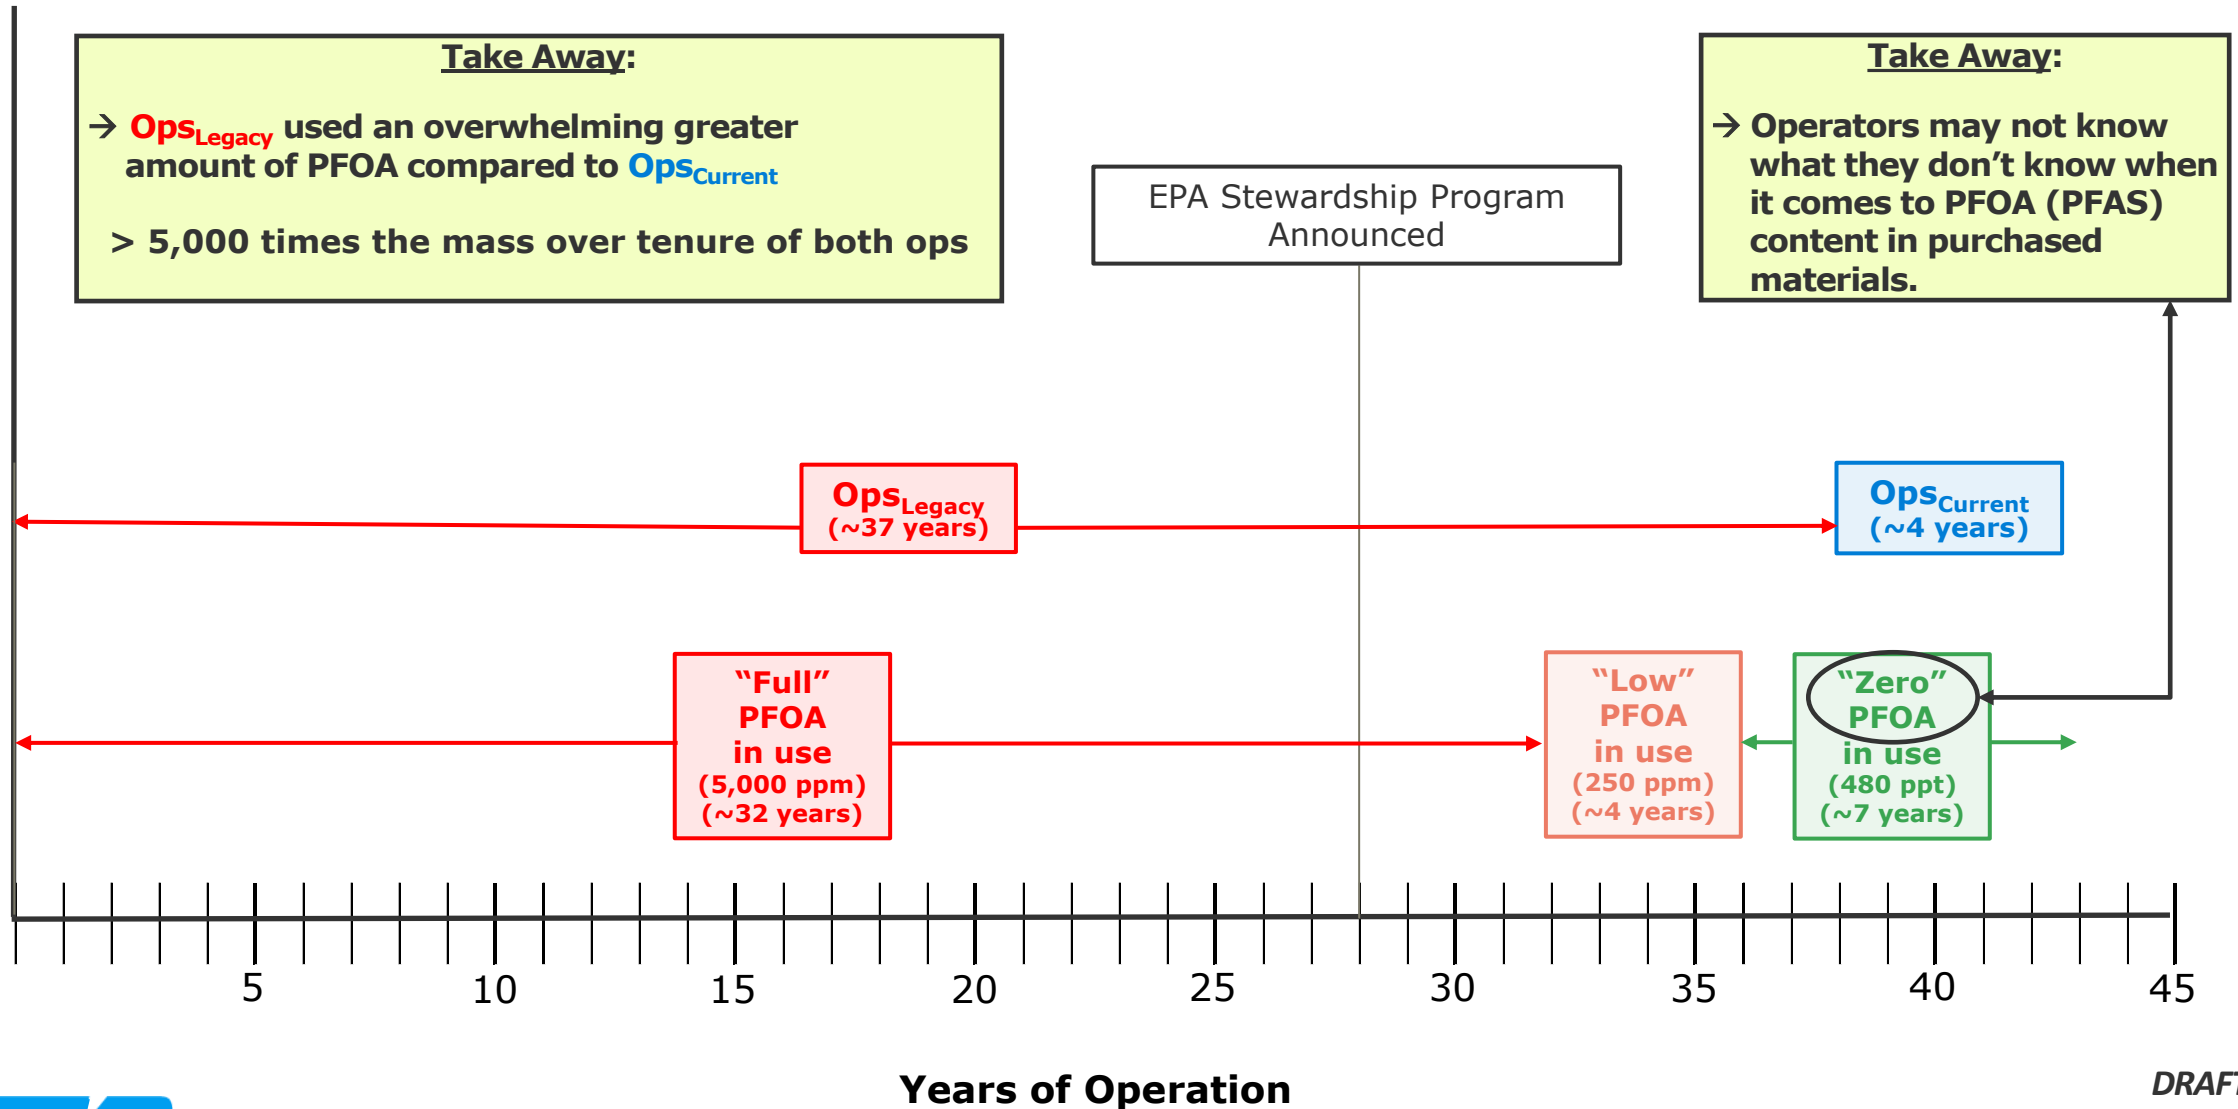 Take Away:
→ OpsLegacy used an overwhelming greater
amount of PFOA compared to OpsCurrent
> 5,000 times the mass over tenure of both ops
EPA Stewardship Program
Announced
Take Away:
→ Operators may not know
what they don’t know when
it comes to PFOA (PFAS)
content in purchased
materials.
OpsLegacy
(~37 years)
OpsCurrent
(~4 years)
“Full”
PFOA
in use
(5,000 ppm)
(~32 years)
“Low”
PFOA
in use
(250 ppm)
(~4 years)
“Zero”
PFOA
in use
(480 ppt)
(~7 years)
5 10 15 20 25 30 35 40 45
Years of Operation
DRAFT